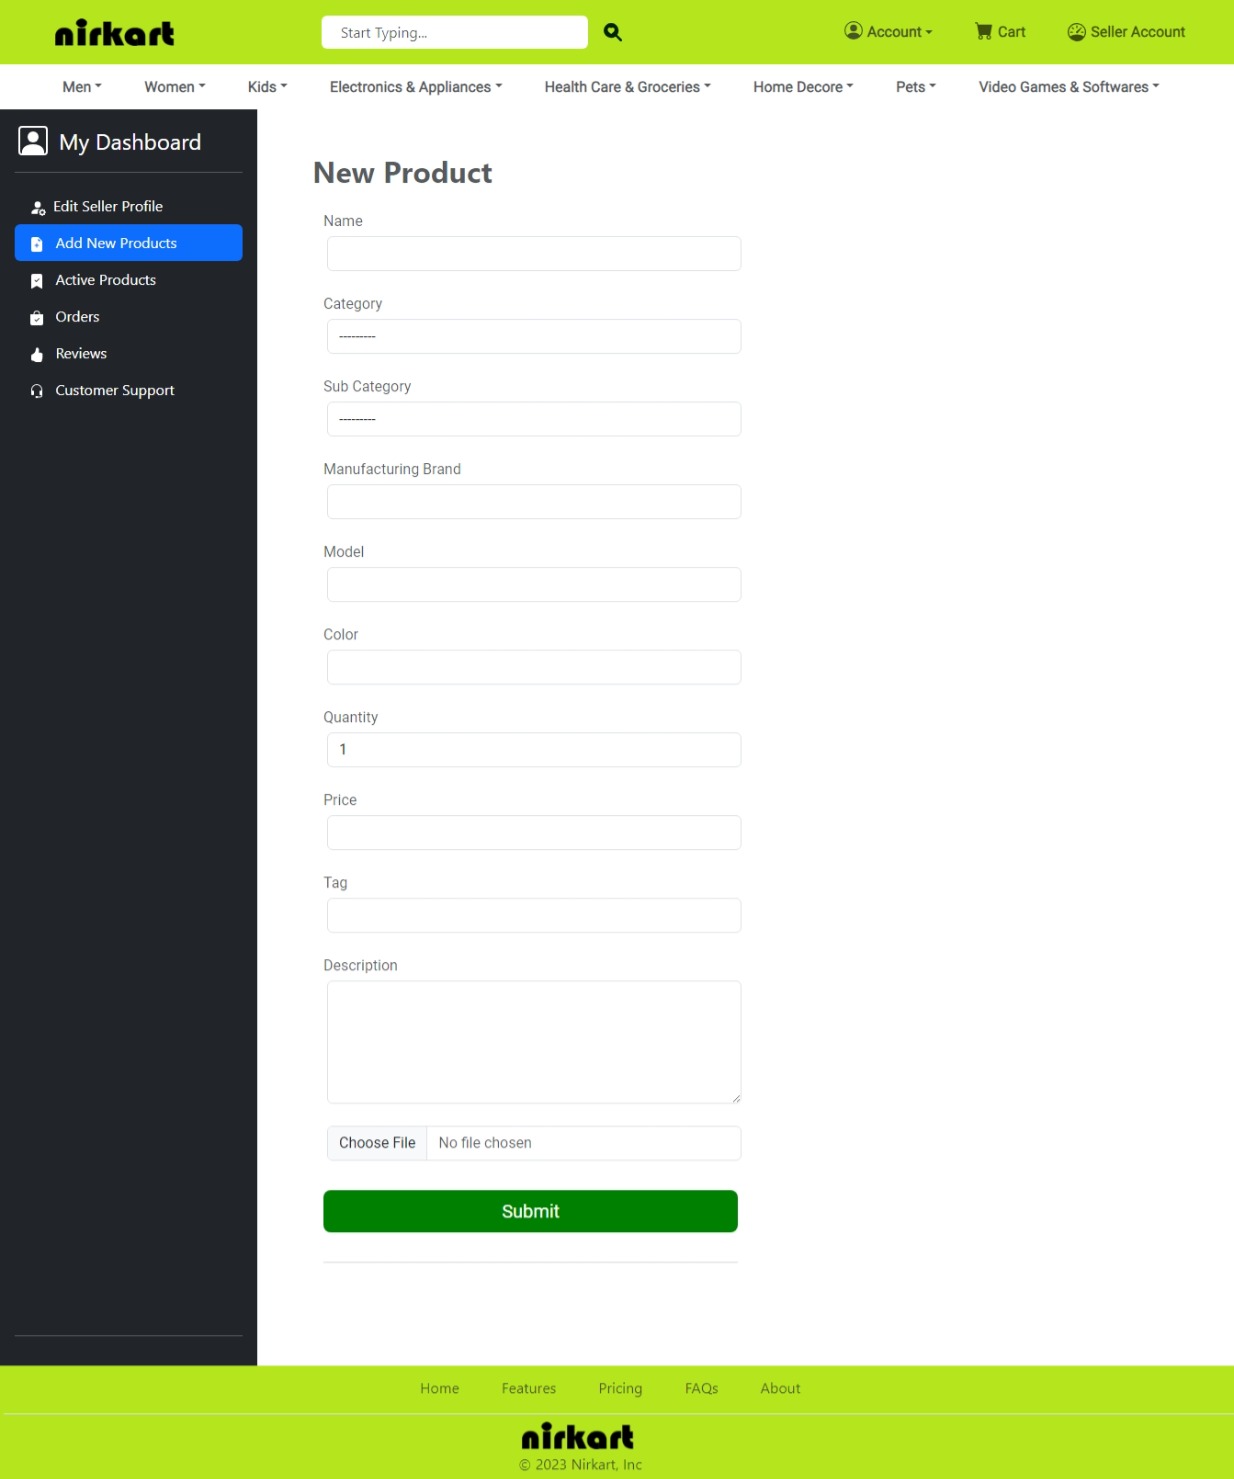 nirkart
Start Typing...
Account
Cart
Seller Account
Men
Women
Kids
Electronics & Appliances
Health Care & Groceries
Home Decore
Pets
Video Games & Softwares
My Dashboard
Edit Seller Profile
Add New Products
Active Products
Orders
Reviews
Customer Support
New Product
Name
Category
---------
Sub Category
---------
Manufacturing Brand
Model
Color
Quantity
1
Price
Tag
Description
Choose File No file chosen
Submit
Home Features Pricing FAQs About
nirkart
© 2023 Nirkart, Inc